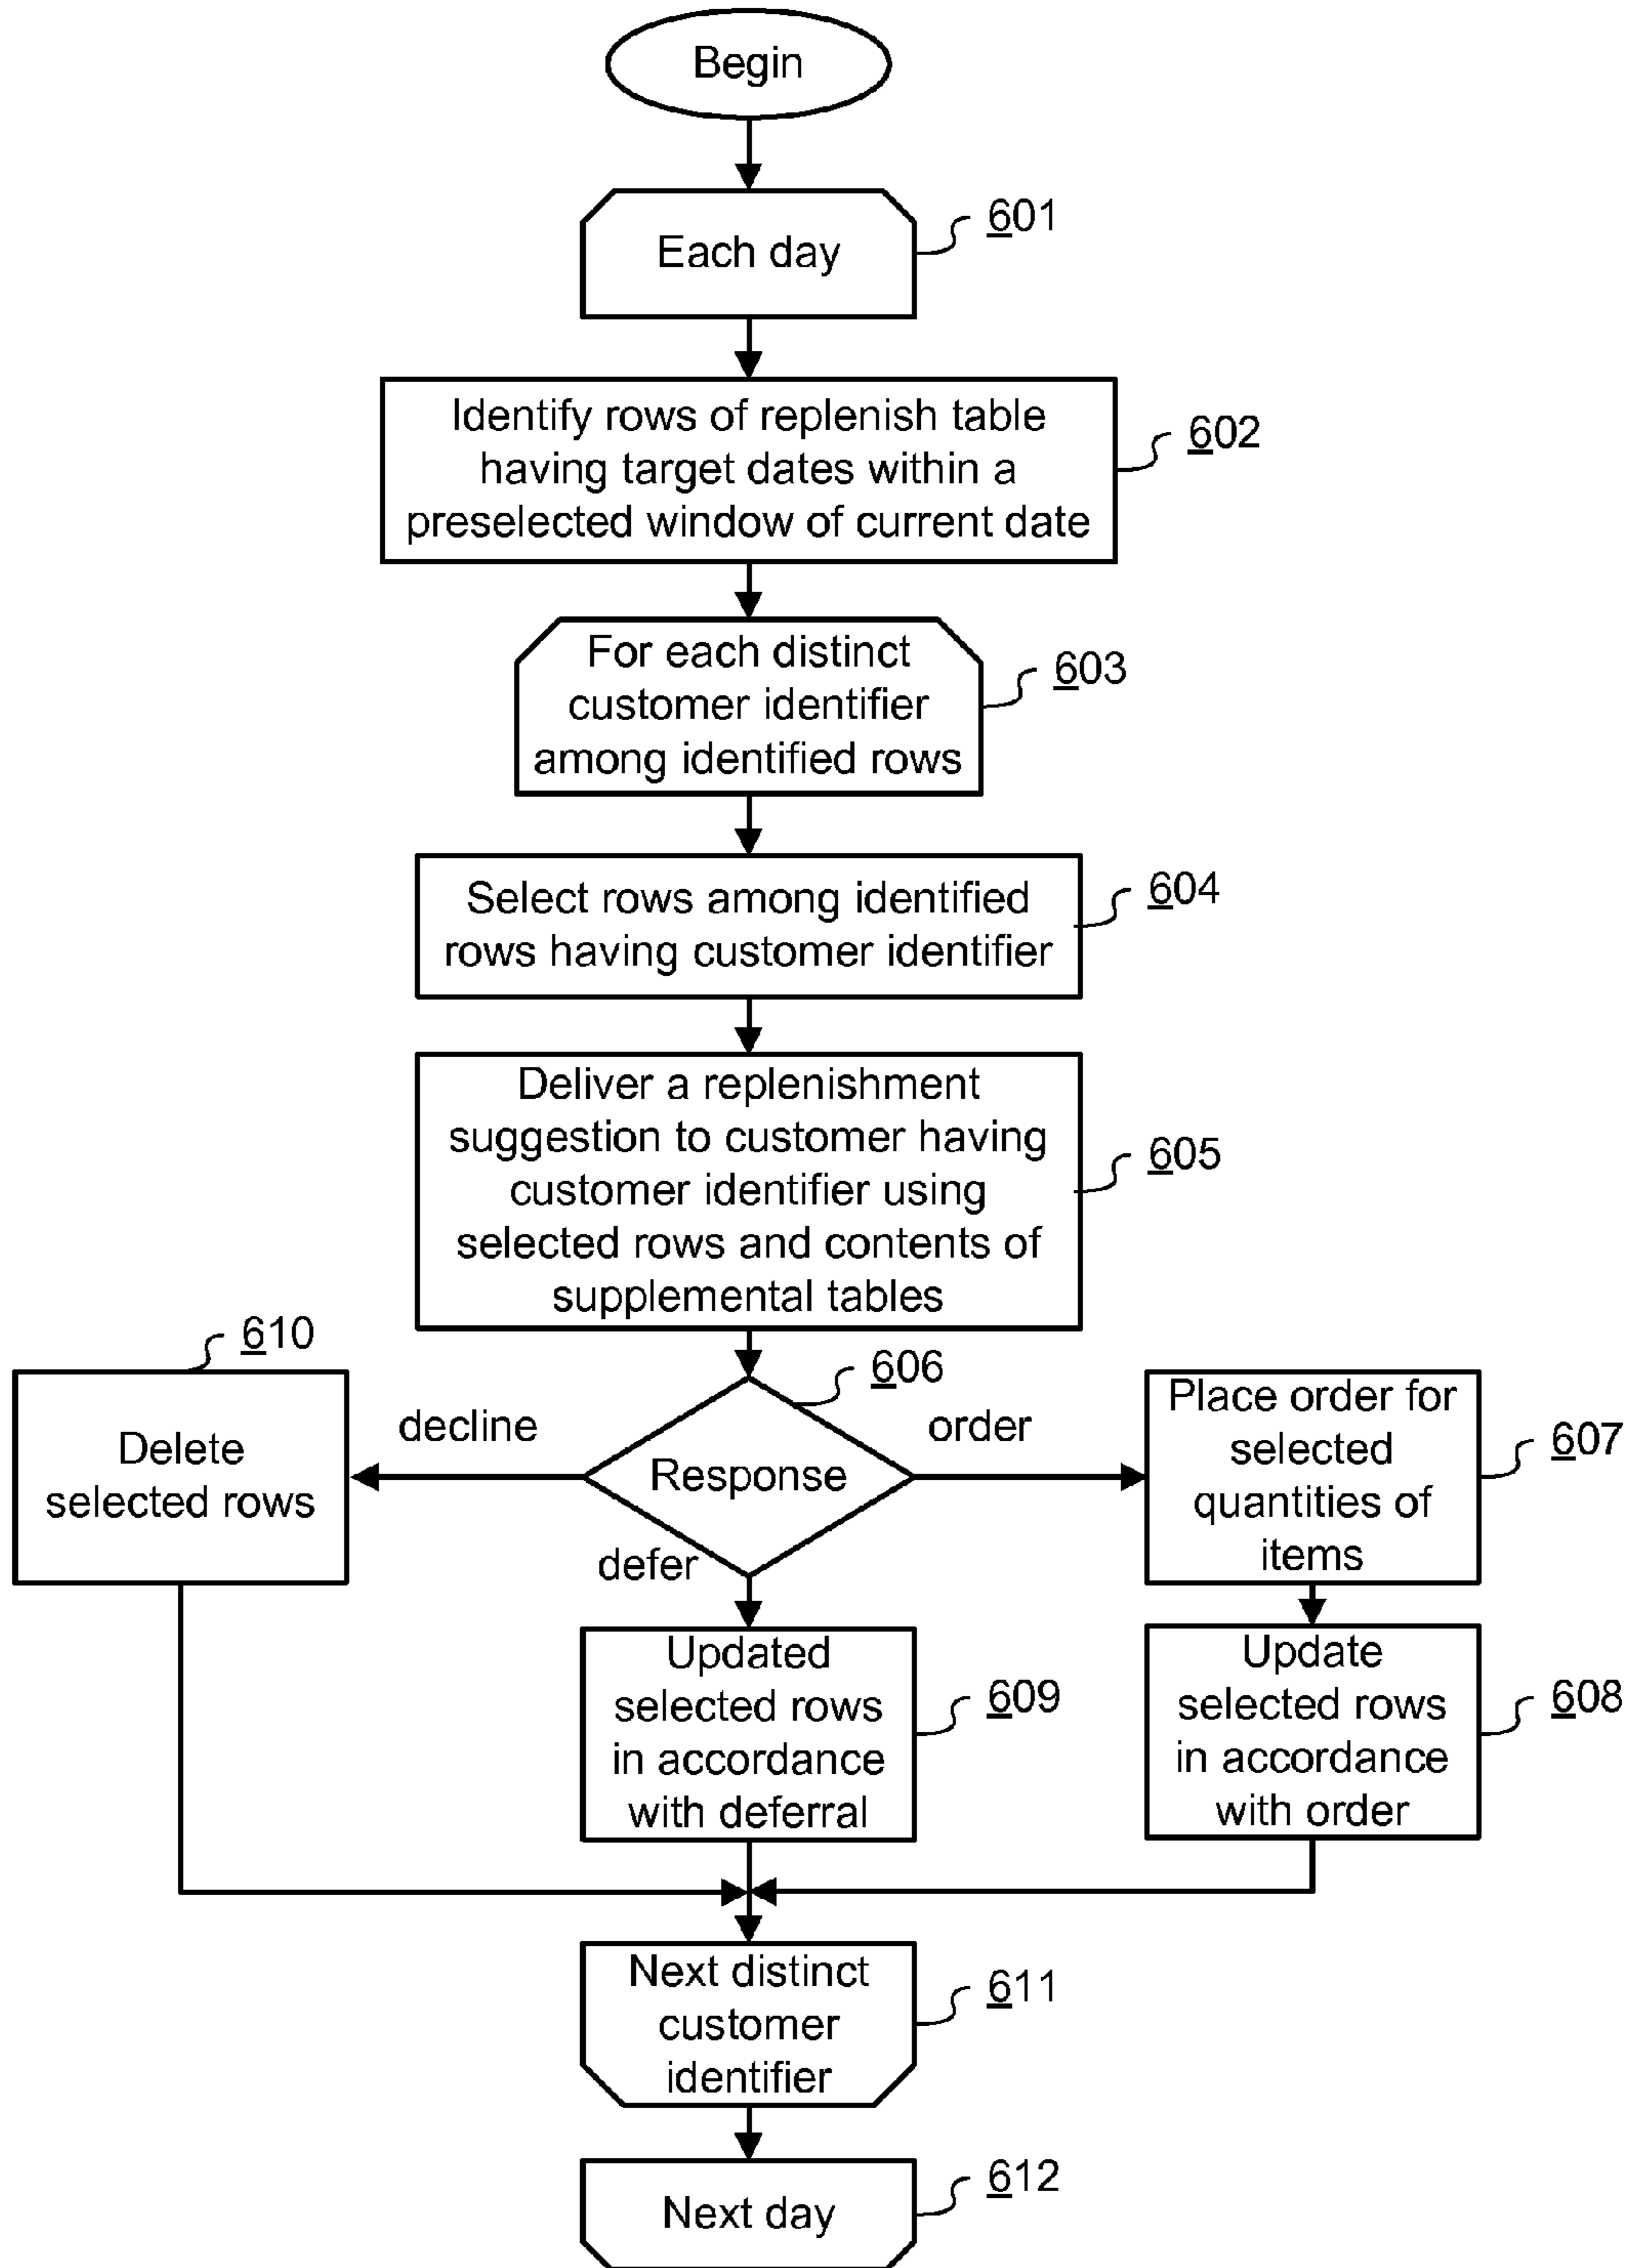 Begin
Each day
601
Identify rows of replenish table
having target dates within a
preselected window of current date
602
For each distinct
customer identifier
among identified rows
603
Select rows among identified
rows having customer identifier
604
Deliver a replenishment
suggestion to customer having
customer identifier using
selected rows and contents of
supplemental tables
605
606
Response
decline
order
defer
610
Delete
selected rows
Place order for
selected
quantities of
items
607
Updated
selected rows
in accordance
with deferral
609
Update
selected rows
in accordance
with order
608
Next distinct
customer
identifier
611
Next day
612